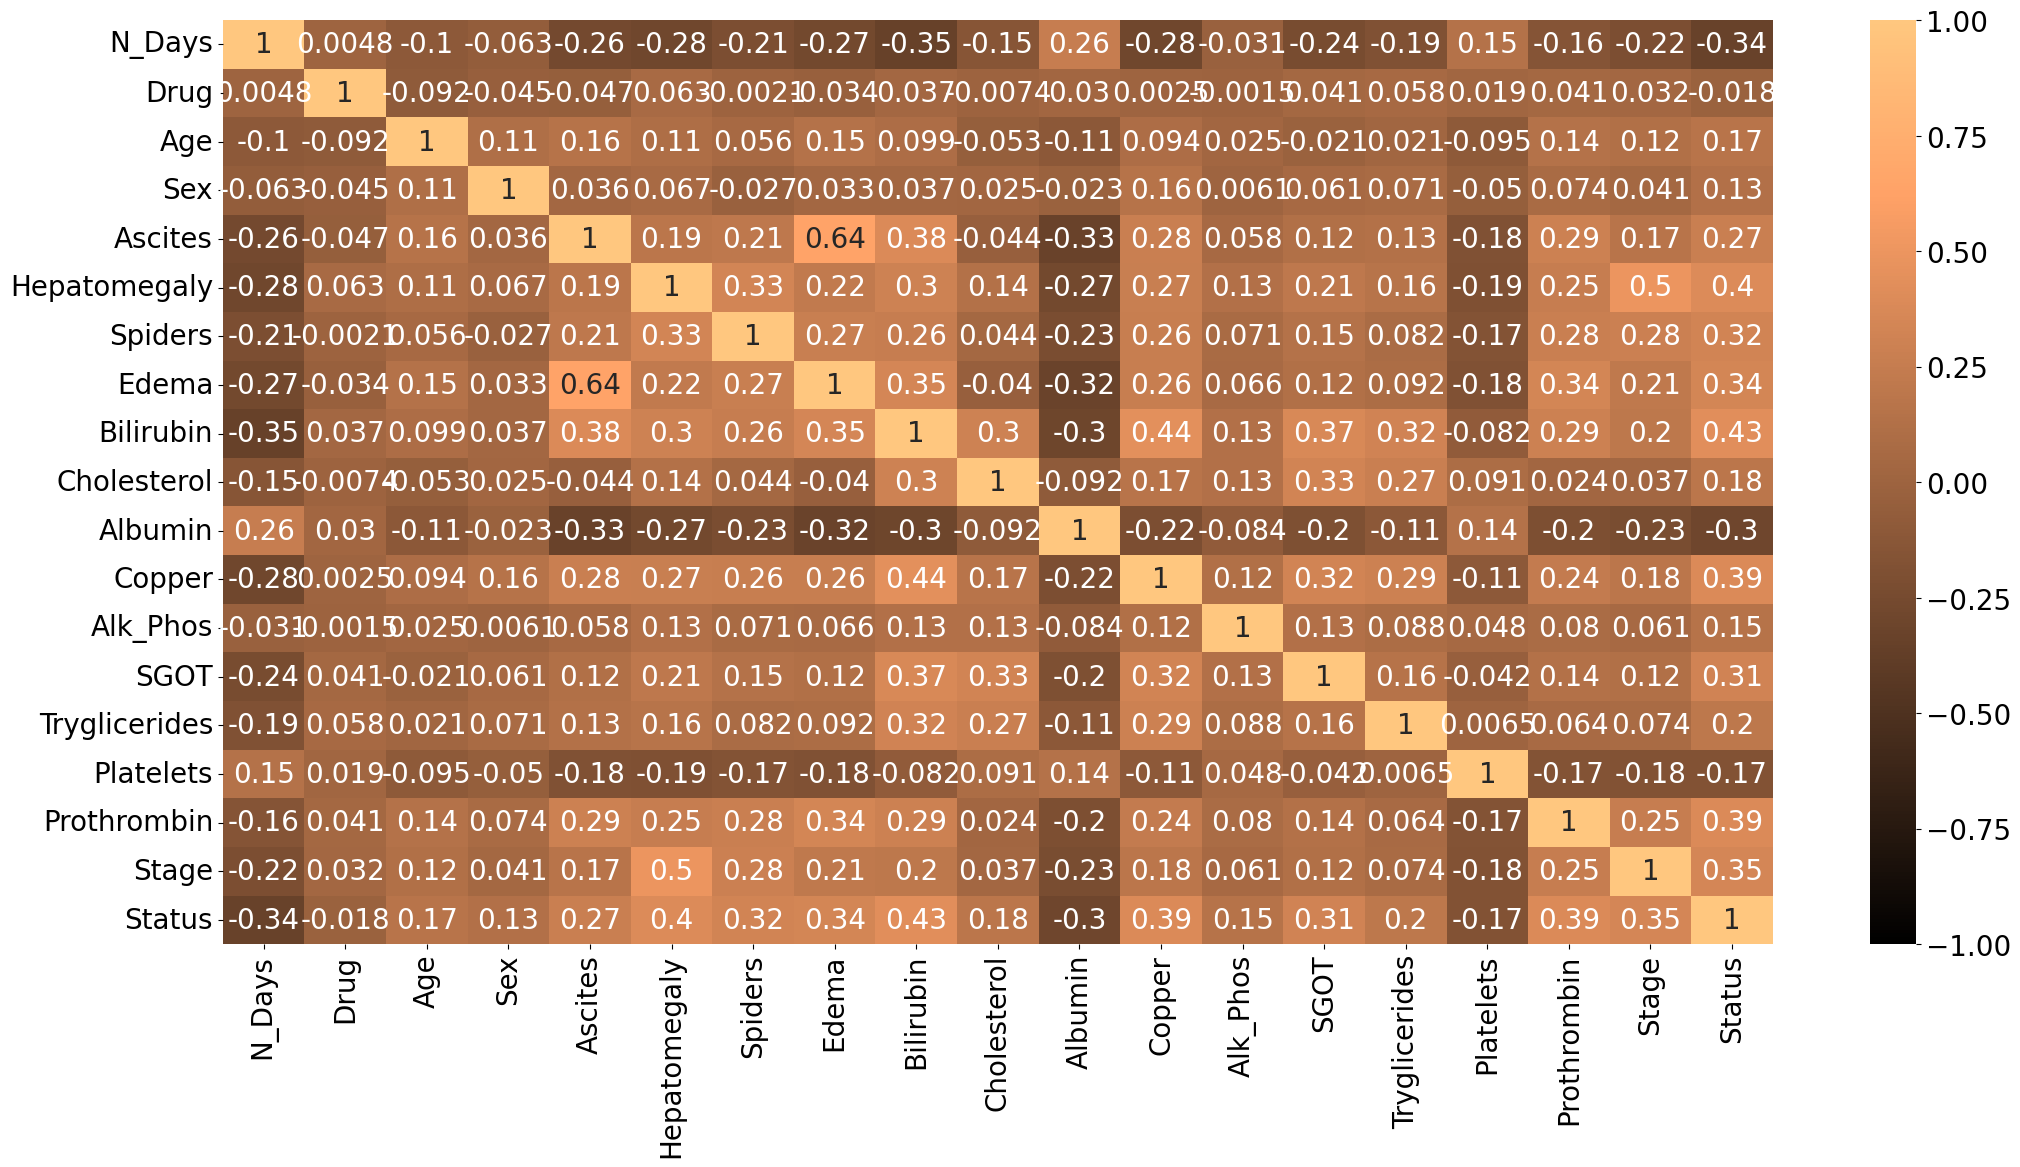 N_Days 1 0.0048 -0.1 -0.063 -0.26 -0.28 -0.21 -0.27 -0.35 -0.15 0.26 -0.28 -0.031 -0.24 -0.19 0.15 -0.16 -0.22 -0.34
Drug 0.0048 1 -0.092 -0.045 -0.047 0.063 -0.0021 -0.034 0.037 -0.0074 0.03 0.0025 -0.0015 0.041 0.058 0.019 0.041 0.032 -0.018
Age -0.1 -0.092 1 0.11 0.16 0.11 0.056 0.15 0.099 -0.053 -0.11 0.094 0.025 -0.021 0.021 -0.095 0.14 0.12 0.17
Sex -0.063 -0.045 0.11 1 0.036 0.067 -0.027 0.033 0.037 0.025 -0.023 0.16 0.0061 0.061 0.071 -0.05 0.074 0.041 0.13
Ascites -0.26 -0.047 0.16 0.036 1 0.19 0.21 0.64 0.38 -0.044 -0.33 0.28 0.058 0.12 0.13 -0.18 0.29 0.17 0.27
Hepatomegaly -0.28 0.063 0.11 0.067 0.19 1 0.33 0.22 0.3 0.14 -0.27 0.27 0.13 0.21 0.16 -0.19 0.25 0.5 0.4
Spiders -0.21 -0.0021 0.056 -0.027 0.21 0.33 1 0.27 0.26 0.044 -0.23 0.26 0.071 0.15 0.082 -0.17 0.28 0.28 0.32
Edema -0.27 -0.034 0.15 0.033 0.64 0.22 0.27 1 0.35 -0.04 -0.32 0.26 0.066 0.12 0.092 -0.18 0.34 0.21 0.34
Bilirubin -0.35 0.037 0.099 0.037 0.38 0.3 0.26 0.35 1 0.3 -0.3 0.44 0.13 0.37 0.32 -0.082 0.29 0.2 0.43
Cholesterol -0.15 -0.0074 -0.053 0.025 -0.044 0.14 0.044 -0.04 0.3 1 -0.092 0.17 0.13 0.33 0.27 0.091 0.024 0.037 0.18
Albumin 0.26 0.03 -0.11 -0.023 -0.33 -0.27 -0.23 -0.32 -0.3 -0.092 1 -0.22 -0.084 -0.2 -0.11 0.14 -0.2 -0.23 -0.3
Copper -0.28 0.0025 0.094 0.16 0.28 0.27 0.26 0.26 0.44 0.17 -0.22 1 0.12 0.32 0.29 -0.11 0.24 0.18 0.39
Alk_Phos -0.031 -0.0015 0.025 0.0061 0.058 0.13 0.071 0.066 0.13 0.13 -0.084 0.12 1 0.13 0.088 0.048 0.08 0.061 0.15
SGOT -0.24 0.041 -0.021 0.061 0.12 0.21 0.15 0.12 0.37 0.33 -0.2 0.32 0.13 1 0.16 -0.042 0.14 0.12 0.31
Tryglicerides -0.19 0.058 0.021 0.071 0.13 0.16 0.082 0.092 0.32 0.27 -0.11 0.29 0.088 0.16 1 0.0065 0.064 0.074 0.2
Platelets 0.15 0.019 -0.095 -0.05 -0.18 -0.19 -0.17 -0.18 -0.082 0.091 0.14 -0.11 0.048 -0.042 0.0065 1 -0.17 -0.18 -0.17
Prothrombin -0.16 0.041 0.14 0.074 0.29 0.25 0.28 0.34 0.29 0.024 -0.2 0.24 0.08 0.14 0.064 -0.17 1 0.25 0.39
Stage -0.22 0.032 0.12 0.041 0.17 0.5 0.28 0.21 0.2 0.037 -0.23 0.18 0.061 0.12 0.074 -0.18 0.25 1 0.35
Status -0.34 -0.018 0.17 0.13 0.27 0.4 0.32 0.34 0.43 0.18 -0.3 0.39 0.15 0.31 0.2 -0.17 0.39 0.35 1
N_Days Drug Age Sex Ascites Hepatomegaly Spiders Edema Bilirubin Cholesterol Albumin Copper Alk_Phos SGOT Tryglicerides Platelets Prothrombin Stage Status
1.00
0.75
0.50
0.25
0.00
−0.25
−0.50
−0.75
−1.00